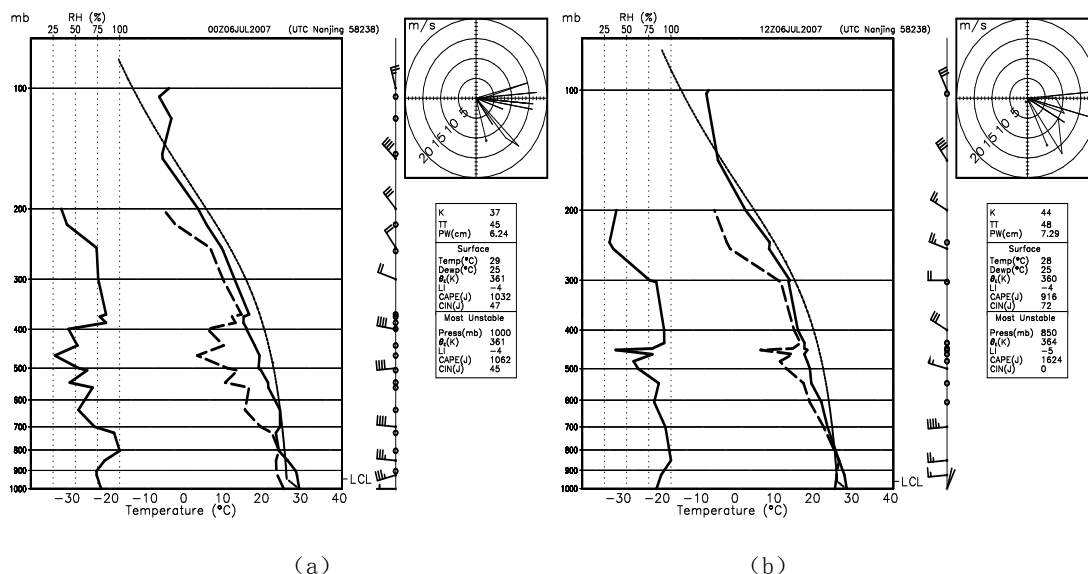 mb RH (%) 00Z06JUL2007 (UTC Nanjing 58238)
25 50 75 100
m/s
20 15 10 5
100
200
300
400
500
600
700
800
900
1000
-30 -20 -10 0 10 20 30 40
Temperature (°C)
LCL
K 37
TT 45
PW(cm) 6.24
Surface
Temp(°C) 29
Dewp(°C) 25
θE(K) 361
LI -4
CAPE(J) 1032
CIN(J) 47
Most Unstable
Press(mb) 1000
θE(K) 361
LI -4
CAPE(J) 1062
CIN(J) 45
(a)
mb RH (%) 12Z06JUL2007 (UTC Nanjing 58238)
25 50 75 100
m/s
20 15 10 5
100
200
300
400
500
600
700
800
900
1000
-30 -20 -10 0 10 20 30 40
Temperature (°C)
LCL
K 44
TT 48
PW(cm) 7.29
Surface
Temp(°C) 28
Dewp(°C) 25
θE(K) 360
LI -4
CAPE(J) 916
CIN(J) 72
Most Unstable
Press(mb) 850
θE(K) 364
LI -5
CAPE(J) 1624
CIN(J) 0
(b)